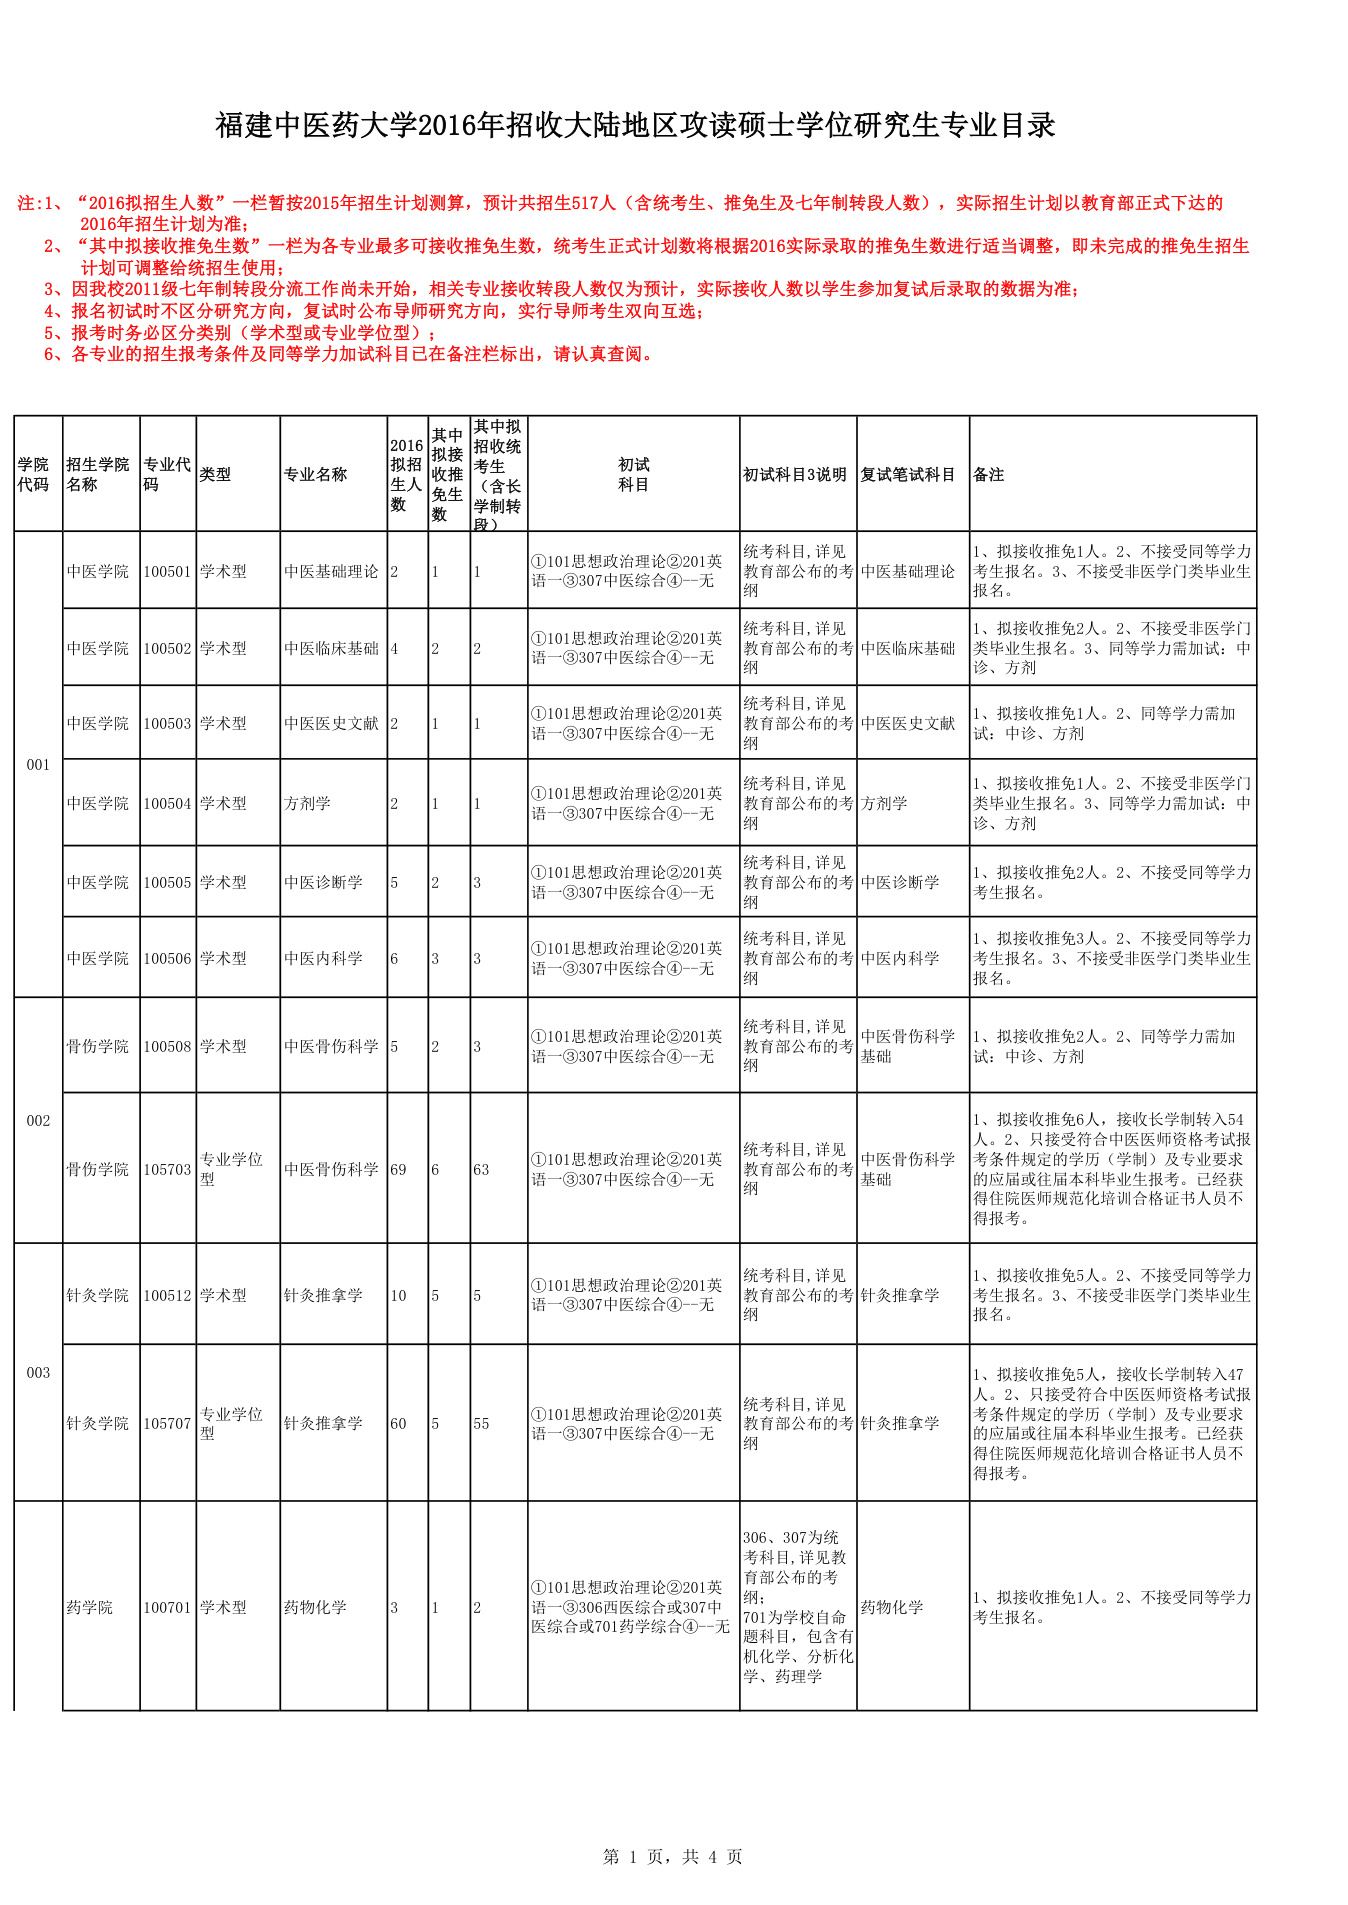 福建中医药大学2016年招收大陆地区攻读硕士学位研究生专业目录
注:1、“2016拟招生人数”一栏暂按2015年招生计划测算，预计共招生517人（含统考生、推免生及七年制转段人数），实际招生计划以教育部正式下达的
2016年招生计划为准；
2、“其中拟接收推免生数”一栏为各专业最多可接收推免生数，统考生正式计划数将根据2016实际录取的推免生数进行适当调整，即未完成的推免生招生
计划可调整给统招生使用；
3、因我校2011级七年制转段分流工作尚未开始，相关专业接收转段人数仅为预计，实际接收人数以学生参加复试后录取的数据为准；
4、报名初试时不区分研究方向，复试时公布导师研究方向，实行导师考生双向互选；
5、报考时务必区分类别（学术型或专业学位型）；
6、各专业的招生报考条件及同等学力加试科目已在备注栏标出，请认真查阅。
学院
代码
招生学院
名称
专业代
码
类型
专业名称
2016
拟招
生人
数
其中
拟接
收推
免生
数
其中拟
招收统
考生
（含长
学制转
段）
初试
科目
初试科目3说明
复试笔试科目
备注
001
中医学院
100501
学术型
中医基础理论
2
1
1
①101思想政治理论②201英
语一③307中医综合④--无
统考科目,详见
教育部公布的考
纲
中医基础理论
1、拟接收推免1人。2、不接受同等学力
考生报名。3、不接受非医学门类毕业生
报名。
中医学院
100502
学术型
中医临床基础
4
2
2
①101思想政治理论②201英
语一③307中医综合④--无
统考科目,详见
教育部公布的考
纲
中医临床基础
1、拟接收推免2人。2、不接受非医学门
类毕业生报名。3、同等学力需加试：中
诊、方剂
中医学院
100503
学术型
中医医史文献
2
1
1
①101思想政治理论②201英
语一③307中医综合④--无
统考科目,详见
教育部公布的考
纲
中医医史文献
1、拟接收推免1人。2、同等学力需加
试：中诊、方剂
中医学院
100504
学术型
方剂学
2
1
1
①101思想政治理论②201英
语一③307中医综合④--无
统考科目,详见
教育部公布的考
纲
方剂学
1、拟接收推免1人。2、不接受非医学门
类毕业生报名。3、同等学力需加试：中
诊、方剂
中医学院
100505
学术型
中医诊断学
5
2
3
①101思想政治理论②201英
语一③307中医综合④--无
统考科目,详见
教育部公布的考
纲
中医诊断学
1、拟接收推免2人。2、不接受同等学力
考生报名。
中医学院
100506
学术型
中医内科学
6
3
3
①101思想政治理论②201英
语一③307中医综合④--无
统考科目,详见
教育部公布的考
纲
中医内科学
1、拟接收推免3人。2、不接受同等学力
考生报名。3、不接受非医学门类毕业生
报名。
002
骨伤学院
100508
学术型
中医骨伤科学
5
2
3
①101思想政治理论②201英
语一③307中医综合④--无
统考科目,详见
教育部公布的考
纲
中医骨伤科学
基础
1、拟接收推免2人。2、同等学力需加
试：中诊、方剂
骨伤学院
105703
专业学位
型
中医骨伤科学
69
6
63
①101思想政治理论②201英
语一③307中医综合④--无
统考科目,详见
教育部公布的考
纲
中医骨伤科学
基础
1、拟接收推免6人，接收长学制转入54
人。2、只接受符合中医医师资格考试报
考条件规定的学历（学制）及专业要求
的应届或往届本科毕业生报考。已经获
得住院医师规范化培训合格证书人员不
得报考。
003
针灸学院
100512
学术型
针灸推拿学
10
5
5
①101思想政治理论②201英
语一③307中医综合④--无
统考科目,详见
教育部公布的考
纲
针灸推拿学
1、拟接收推免5人。2、不接受同等学力
考生报名。3、不接受非医学门类毕业生
报名。
针灸学院
105707
专业学位
型
针灸推拿学
60
5
55
①101思想政治理论②201英
语一③307中医综合④--无
统考科目,详见
教育部公布的考
纲
针灸推拿学
1、拟接收推免5人，接收长学制转入47
人。2、只接受符合中医医师资格考试报
考条件规定的学历（学制）及专业要求
的应届或往届本科毕业生报考。已经获
得住院医师规范化培训合格证书人员不
得报考。
药学院
100701
学术型
药物化学
3
1
2
①101思想政治理论②201英
语一③306西医综合或307中
医综合或701药学综合④--无
306、307为统
考科目,详见教
育部公布的考
纲；
701为学校自命
题科目，包含有
机化学、分析化
学、药理学
药物化学
1、拟接收推免1人。2、不接受同等学力
考生报名。
第 1 页，共 4 页